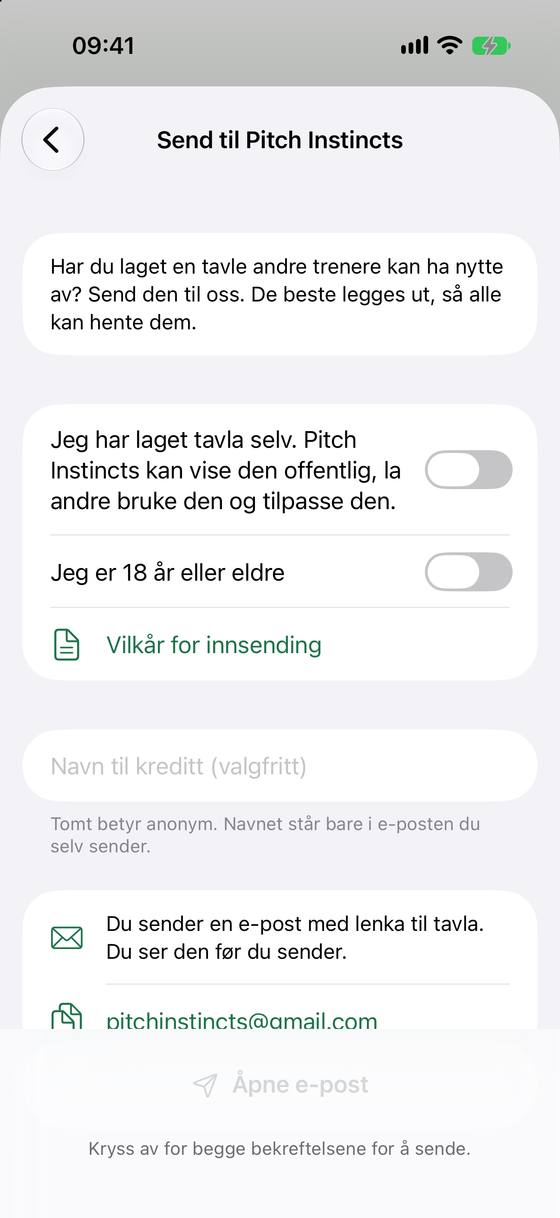 09:41
Send til Pitch Instincts
Har du laget en tavle andre trenere kan ha nytte
av? Send den til oss. De beste legges ut, så alle
kan hente dem.
Jeg har laget tavla selv. Pitch
Instincts kan vise den offentlig, la
andre bruke den og tilpasse den.
Jeg er 18 år eller eldre
Vilkår for innsending
Navn til kreditt (valgfritt)
Tomt betyr anonym. Navnet står bare i e-posten du
selv sender.
Du sender en e-post med lenka til tavla.
Du ser den før du sender.
pitchinstincts@gmail.com
Åpne e-post
Kryss av for begge bekreftelsene for å sende.